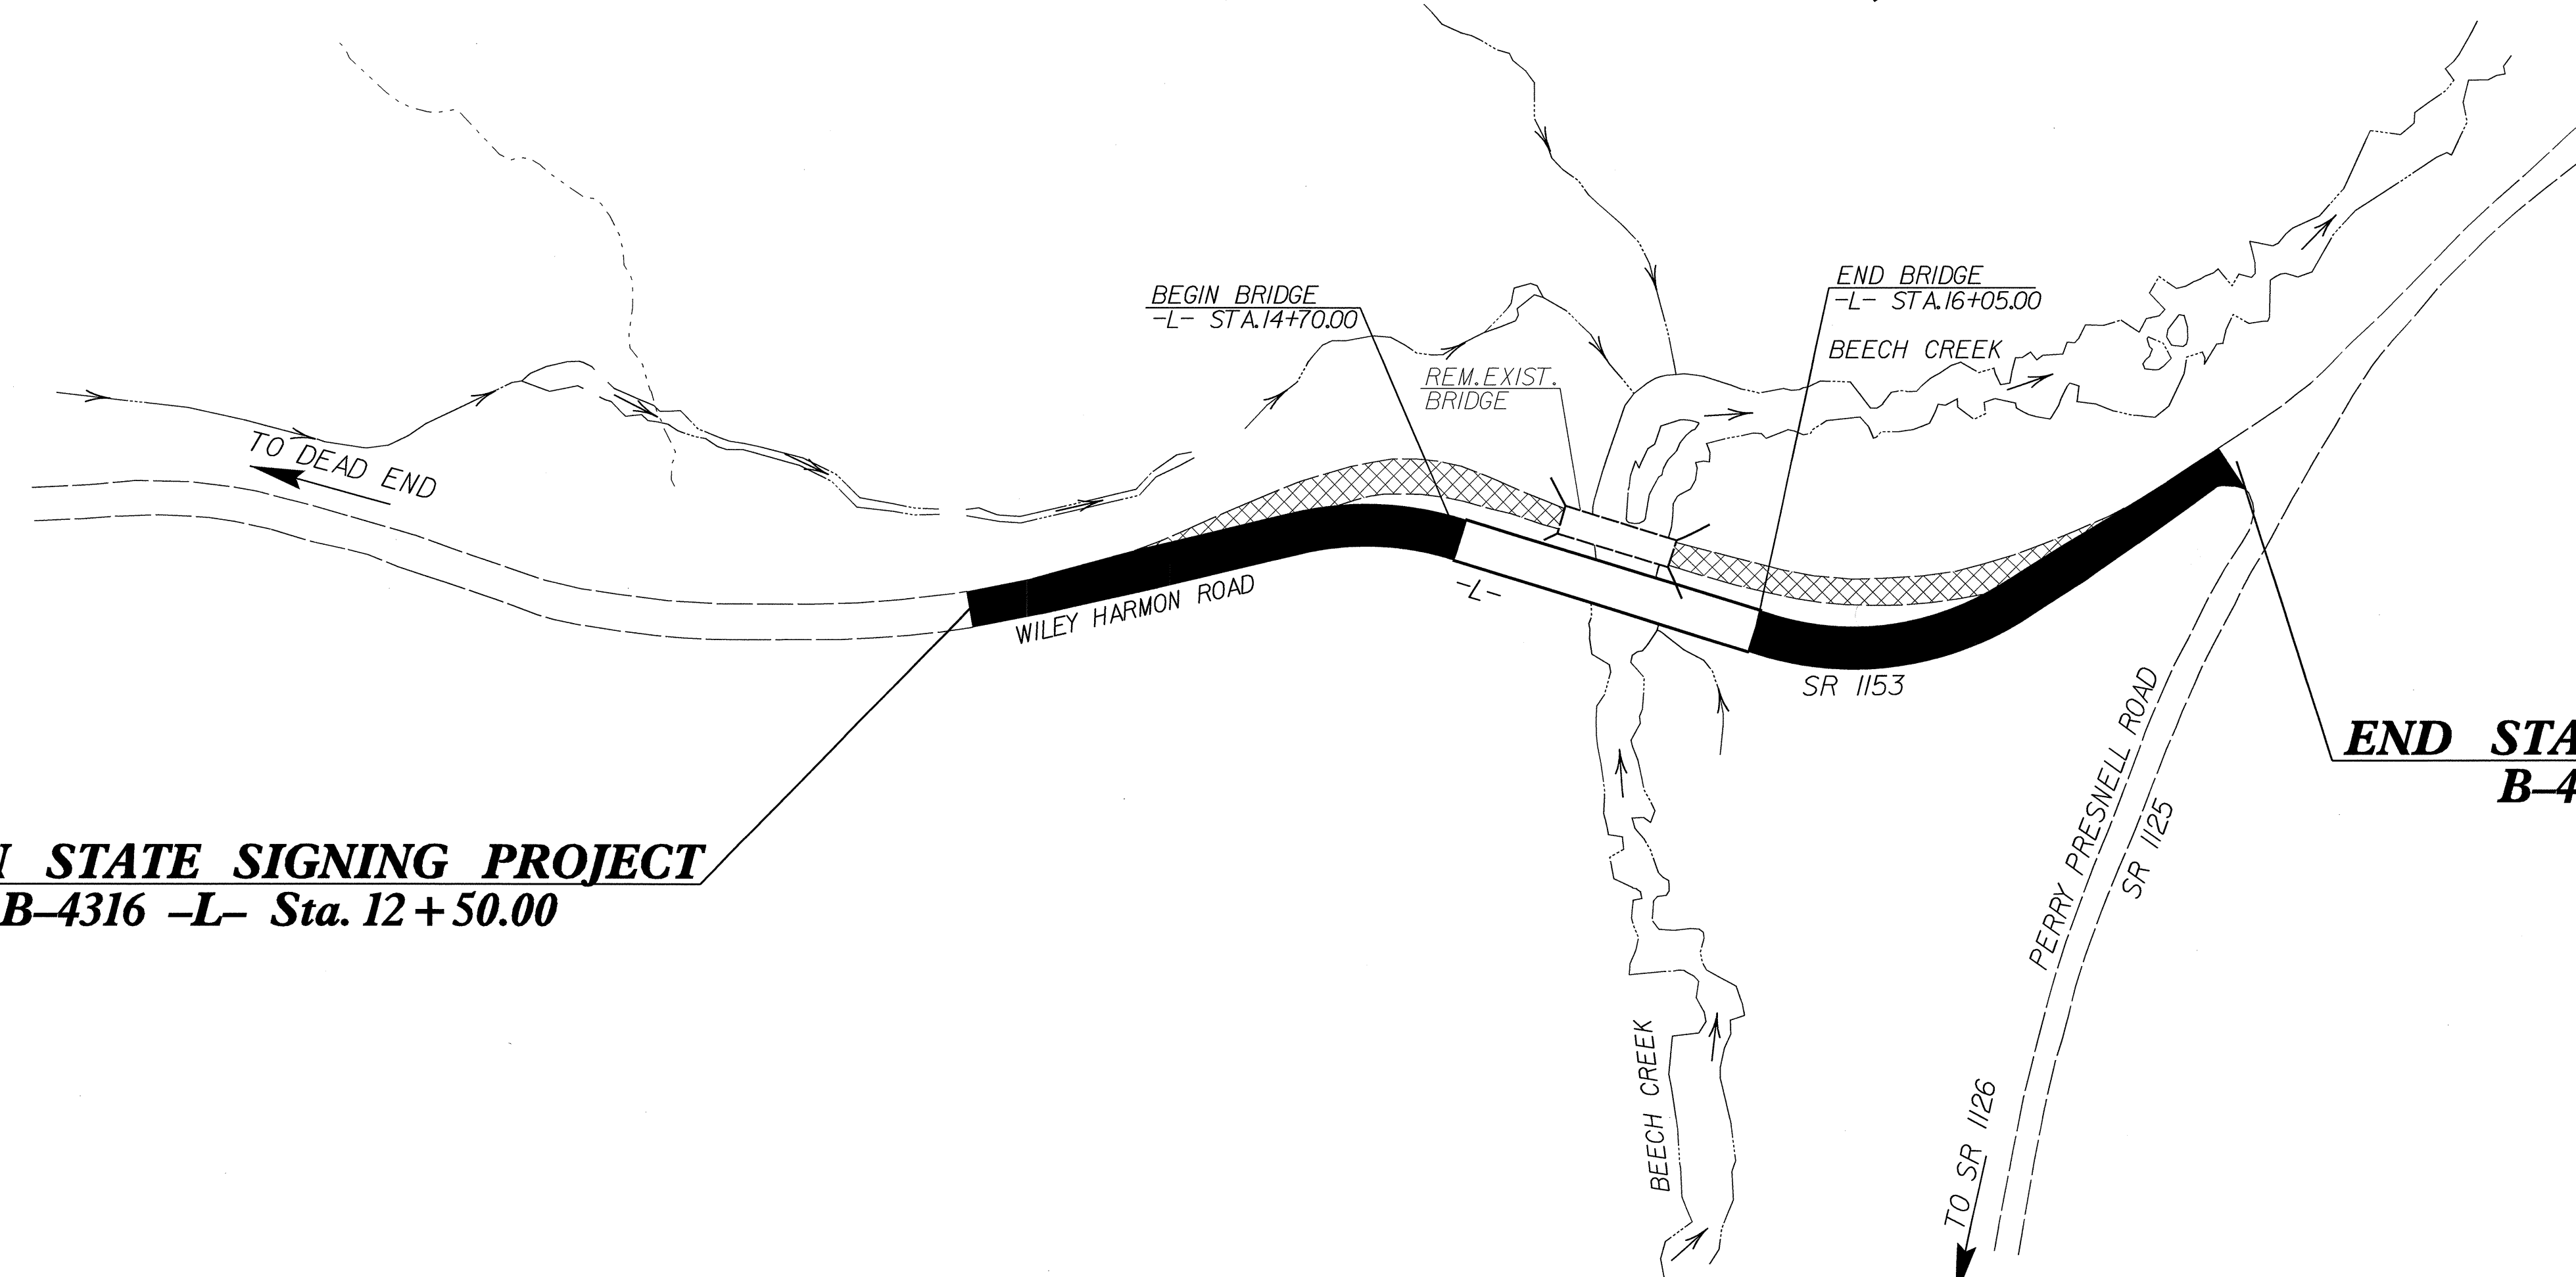 BEGIN BRIDGE
-L- STA.14+70.00
END BRIDGE
-L- STA.16+05.00
BEECH CREEK
REM.EXIST.
BRIDGE
TO DEAD END
-L-
WILEY HARMON ROAD
SR 1153
PERRY PRESNELL ROAD
SR 1125
END STA
B–4
STATE SIGNING PROJECT
B–4316 –L– Sta. 12+50.00
BEECH CREEK
TO SR 1126